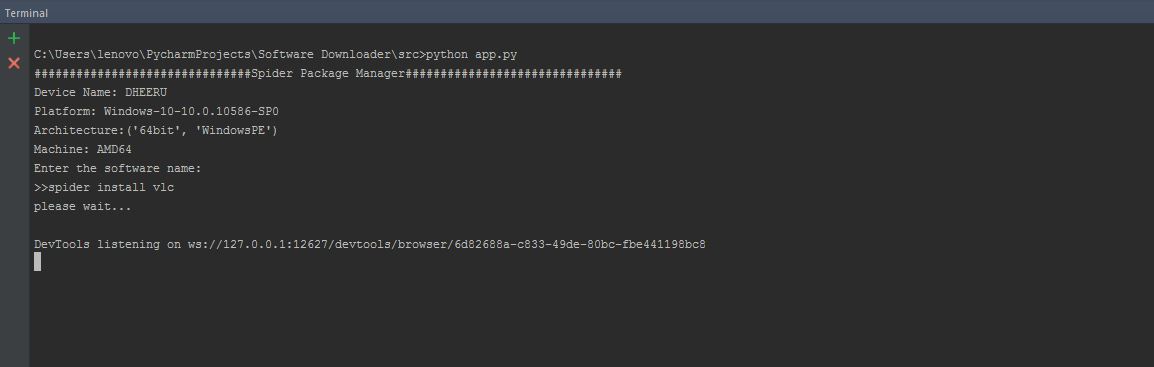 Terminal
C:\Users\lenovo\PycharmProjects\Software Downloader\src>python app.py
###############################Spider Package Manager###############################
Device Name: DHEERU
Platform: Windows-10-10.0.10586-SP0
Architecture:('64bit', 'WindowsPE')
Machine: AMD64
Enter the software name:
>>spider install vlc
please wait...
DevTools listening on ws://127.0.0.1:12627/devtools/browser/6d82688a-c833-49de-80bc-fbe441198bc8